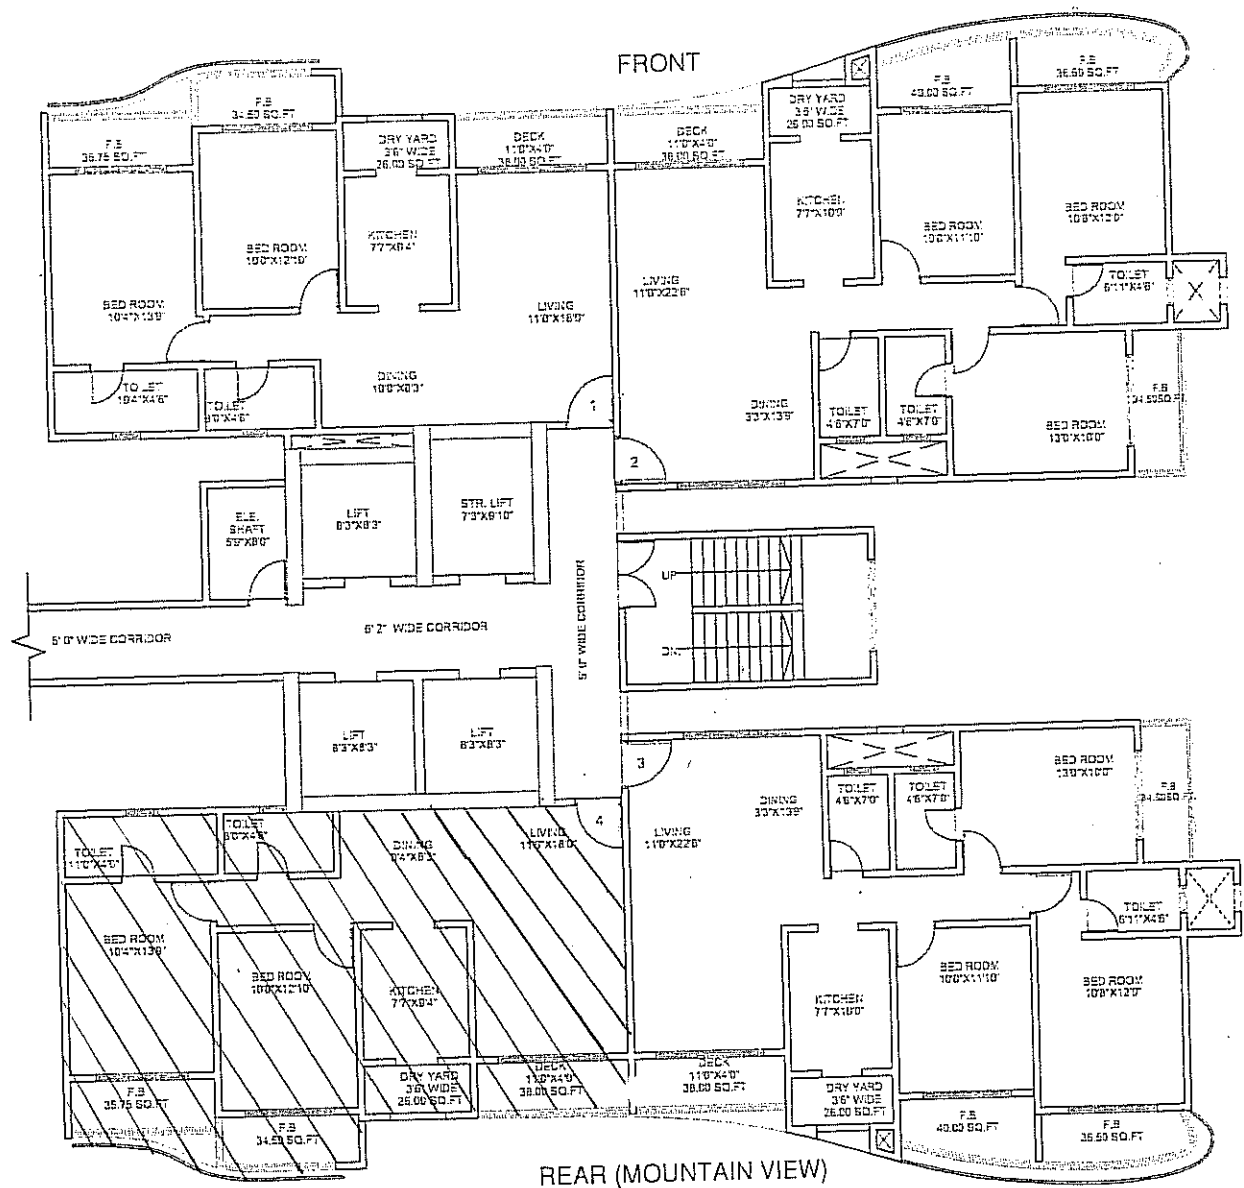 FRONT
F.B
36.50 SQ.FT
F.B
40.00 SQ.FT
F.B
34.50 SQ.FT
F.B
35.75 SQ.FT
DRY YARD
3'6" WIDE
26.00 SQ.FT
DECK
11'0"X4'0"
38.00 SQ.FT
DECK
11'0"X4'0"
38.00 SQ.FT
DRY YARD
3'6" WIDE
26.00 SQ.FT
BED ROOM
10'4"X13'9"
BED ROOM
10'0"X12'10"
KITCHEN
7'7"X9'4"
LIVING
11'0"X18'0"
DINING
TOILET
10'4"X4'6"
TOILET
8'0"X4'6"
1
LIVING
11'0"X22'6"
KITCHEN
7'7"X10'0"
BED ROOM
10'0"X11'10"
BED ROOM
10'8"X12'0"
TOILET
6'11"X4'6"
DINING
TOILET
4'6"X7'0"
TOILET
4'6"X7'0"
BED ROOM
13'0"X10'0"
F.B
34.50SQ.FT
2
ELE.
SHAFT
LIFT
8'3"X8'3"
STR. LIFT
7'3"X9'10"
UP
DN.
5'0" WIDE CORRIDOR
6'2" WIDE CORRIDOR
WIDE CORRIDOR
LIFT
8'3"X8'3"
LIFT
8'3"X8'3"
3
4
TOILET
11'0"X4'6"
TOILET
8'0"X4'6"
DINING
LIVING
11'0"X18'0"
BED ROOM
10'4"X13'9"
BED ROOM
10'0"X12'10"
KITCHEN
7'7"X9'4"
LIVING
11'0"X22'6"
DINING
TOILET
4'6"X7'0"
TOILET
4'6"X7'0"
BED ROOM
13'0"X10'0"
F.B
34.50SQ.FT
TOILET
6'11"X4'6"
KITCHEN
7'7"X10'0"
BED ROOM
10'0"X11'10"
BED ROOM
10'8"X12'0"
F.B
35.75 SQ.FT
F.B
34.50 SQ.FT
DRY YARD
3'6" WIDE
26.00 SQ.FT
DECK
11'0"X4'0"
38.00 SQ.FT
DECK
11'0"X4'0"
38.00 SQ.FT
DRY YARD
3'6" WIDE
26.00 SQ.FT
F.B
40.00 SQ.FT
F.B
36.50 SQ.FT
REAR (MOUNTAIN VIEW)